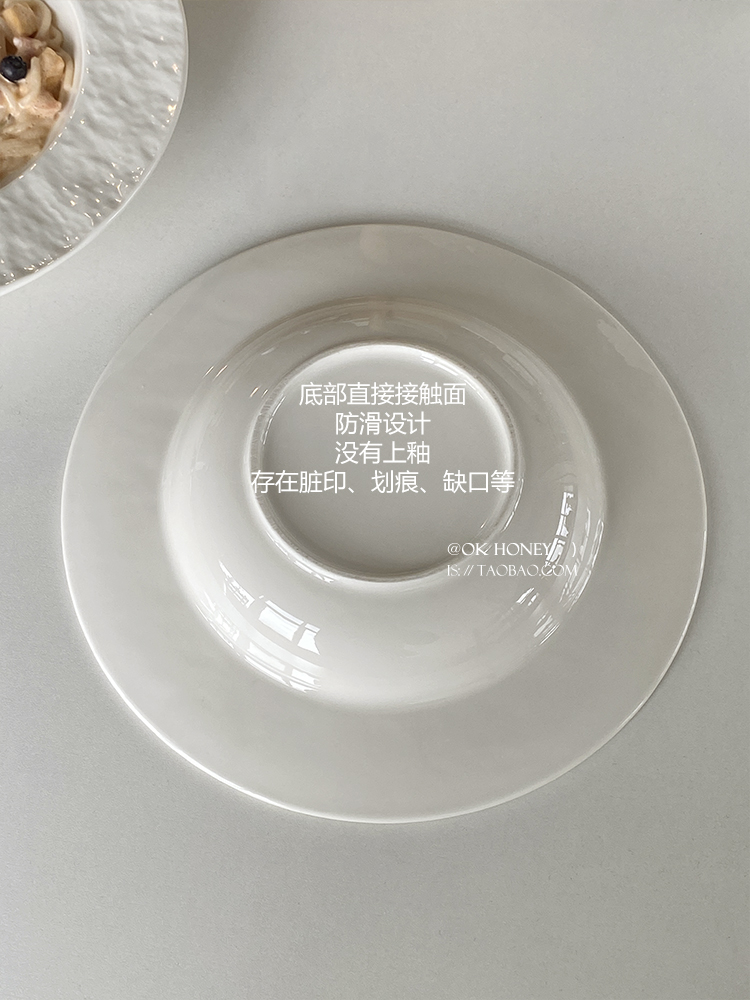 底部直接接触面
防滑设计
没有上釉
存在脏印、划痕、缺口等
@OK HONEY
TAOBAO.COM